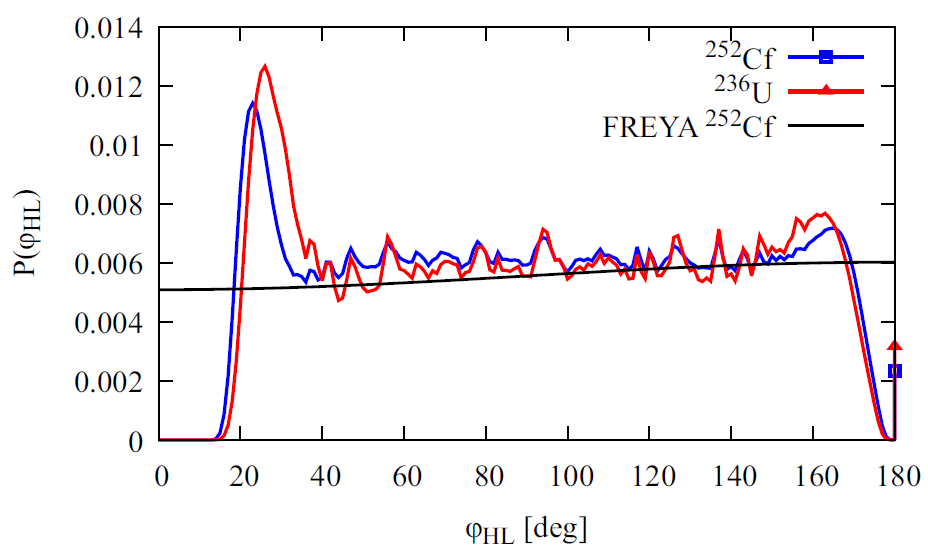 0.014
0.012
0.01
0.008
0.006
0.004
0.002
0
P(φHL)
²⁵²Cf
²³⁶U
FREYA ²⁵²Cf
0 20 40 60 80 100 120 140 160 180
φHL [deg]